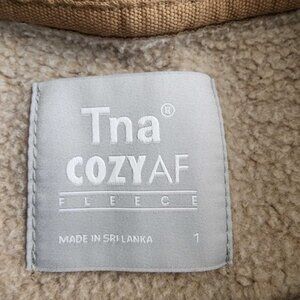 Tna®
COZYAF
FLEECE
MADE IN SRI LANKA 1